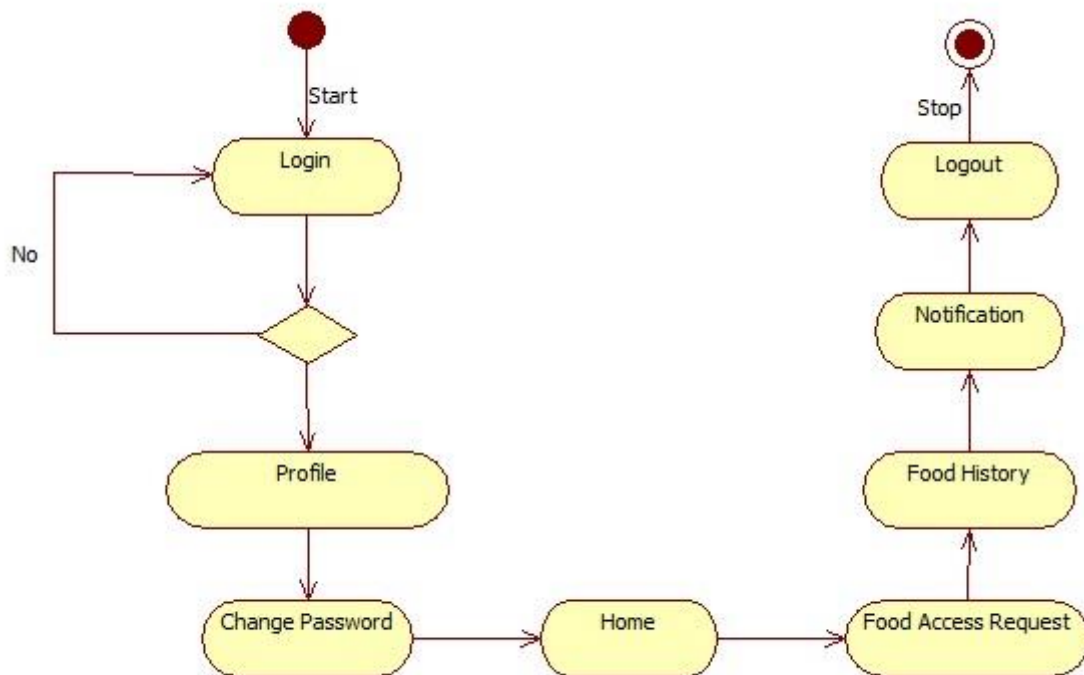 Start
Login
No
Profile
Change Password
Home
Food Access Request
Food History
Notification
Logout
Stop